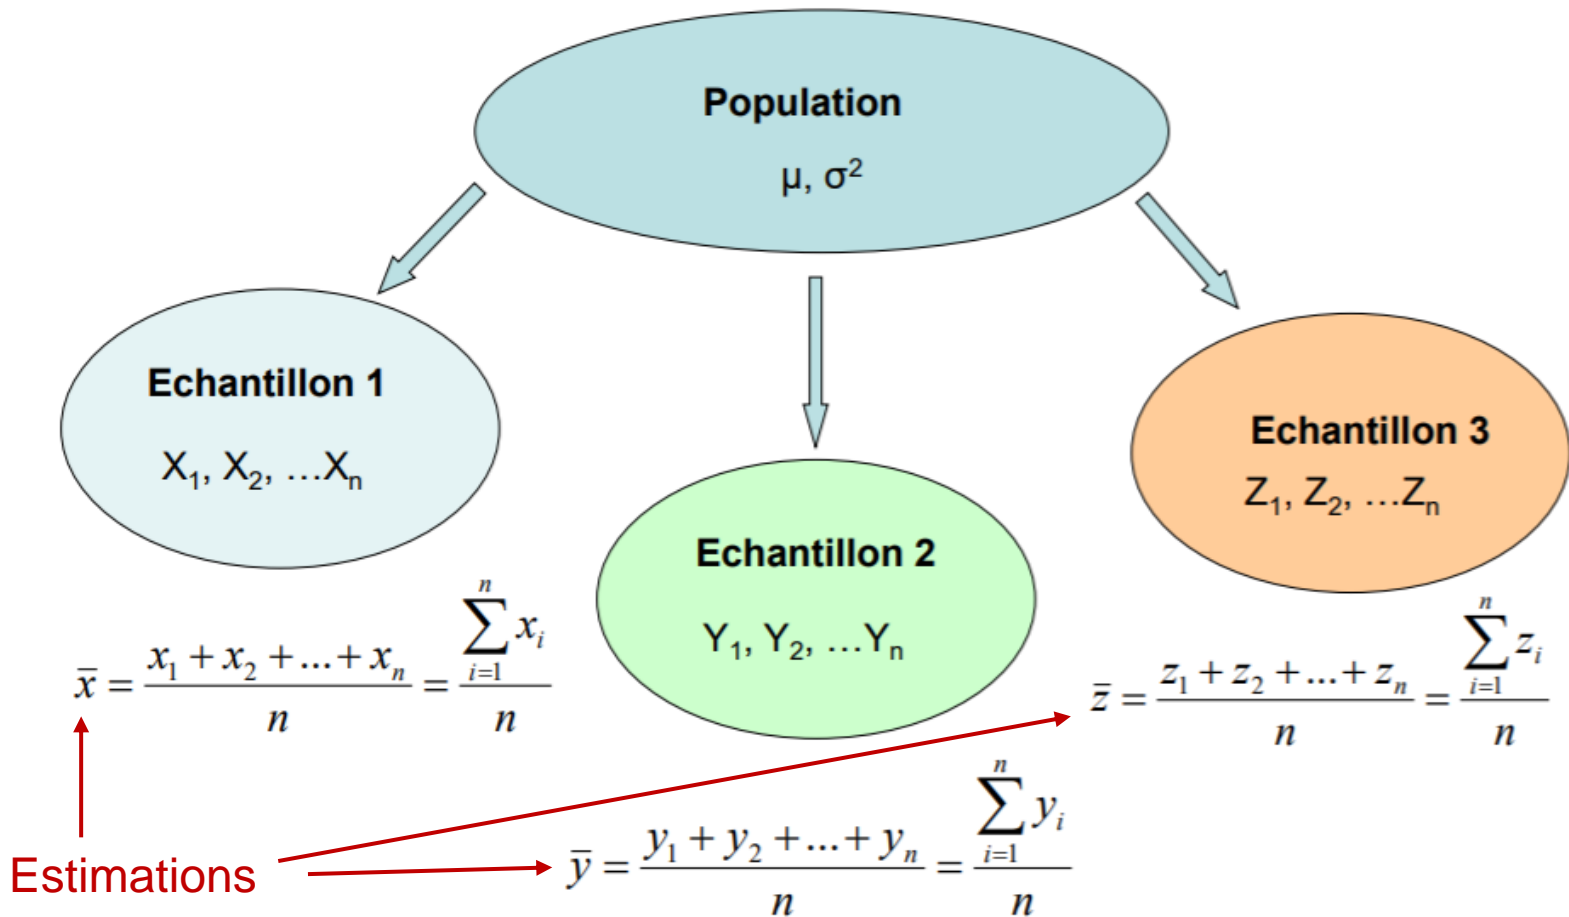 Population
μ, σ²
Echantillon 1
X₁, X₂, …Xₙ
Echantillon 2
Y₁, Y₂, …Yₙ
Echantillon 3
Z₁, Z₂, …Zₙ
x̄ = (x₁ + x₂ + ... + xₙ)/n = (∑ᵢ₌₁ⁿ xᵢ)/n
z̄ = (z₁ + z₂ + ... + zₙ)/n = (∑ᵢ₌₁ⁿ zᵢ)/n
ȳ = (y₁ + y₂ + ... + yₙ)/n = (∑ᵢ₌₁ⁿ yᵢ)/n
Estimations